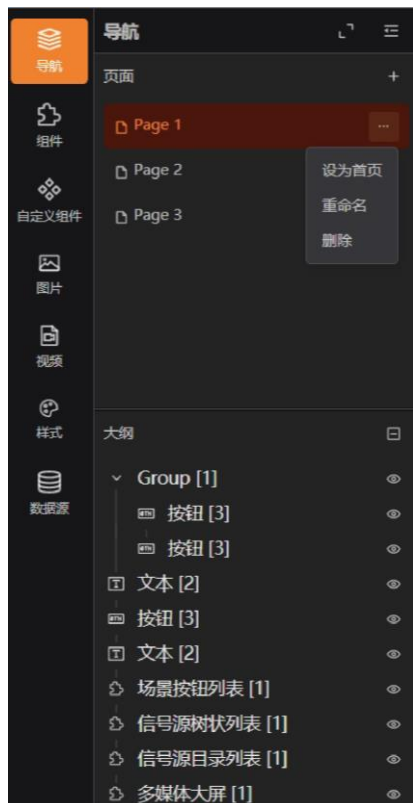 导航
组件
自定义组件
图片
视频
样式
数据源
导航
页面
Page 1
Page 2
Page 3
设为首页
重命名
删除
大纲
Group [1]
按钮 [3]
按钮 [3]
文本 [2]
按钮 [3]
文本 [2]
场景按钮列表 [1]
信号源树状列表 [1]
信号源目录列表 [1]
多媒体大屏 [1]